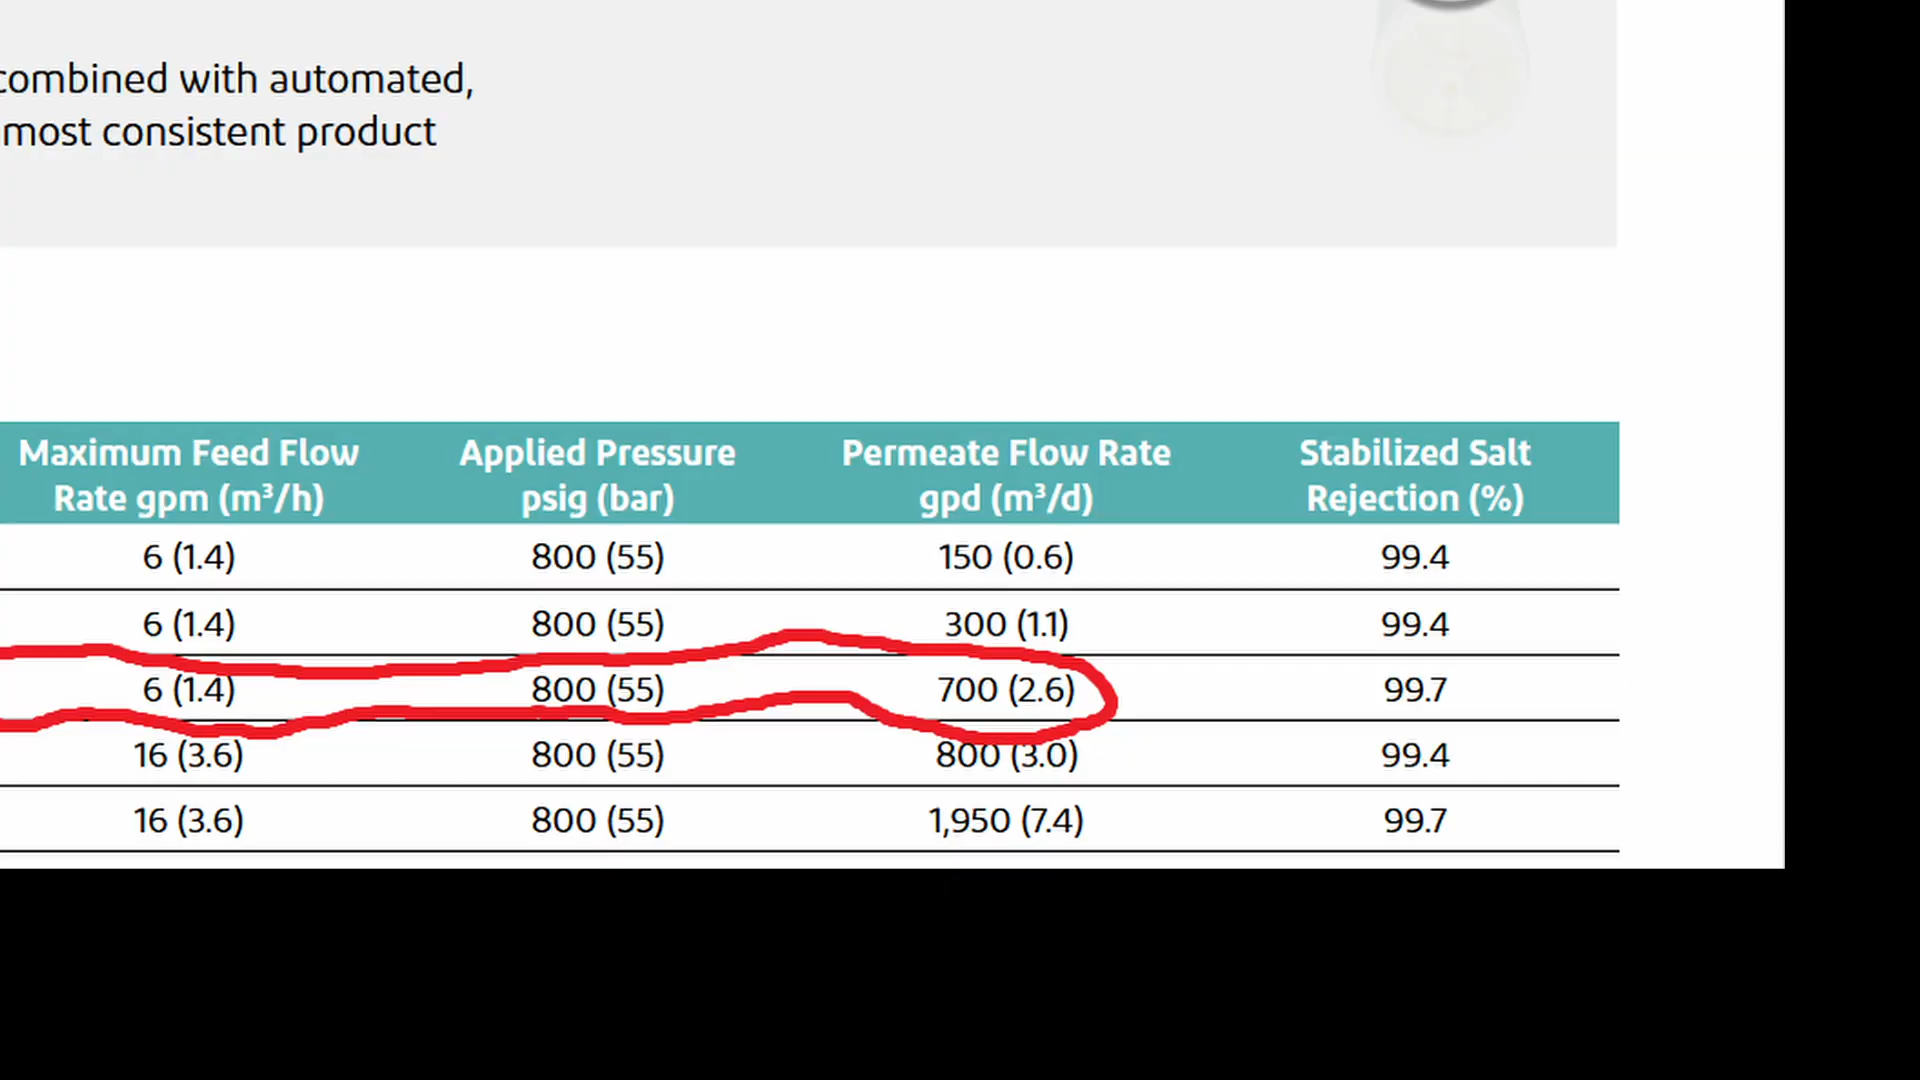 combined with automated,
most consistent product
Maximum Feed Flow Rate gpm (m³/h) Applied Pressure psig (bar) Permeate Flow Rate gpd (m³/d) Stabilized Salt Rejection (%)
6 (1.4) 800 (55) 150 (0.6) 99.4
6 (1.4) 800 (55) 300 (1.1) 99.4
6 (1.4) 800 (55) 700 (2.6) 99.7
16 (3.6) 800 (55) 800 (3.0) 99.4
16 (3.6) 800 (55) 1,950 (7.4) 99.7